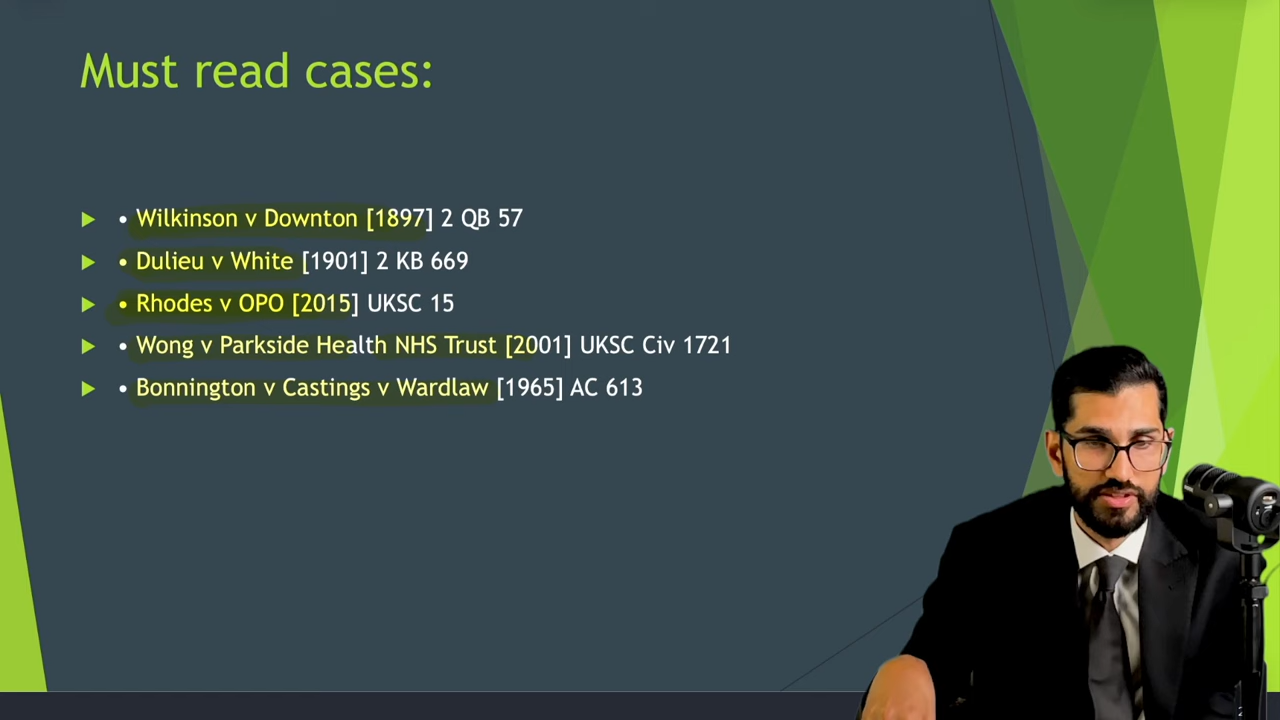 Must read cases:
• Wilkinson v Downton [1897] 2 QB 57
• Dulieu v White [1901] 2 KB 669
• Rhodes v OPO [2015] UKSC 15
• Wong v Parkside Health NHS Trust [2001] UKSC Civ 1721
• Bonnington v Castings v Wardlaw [1965] AC 613